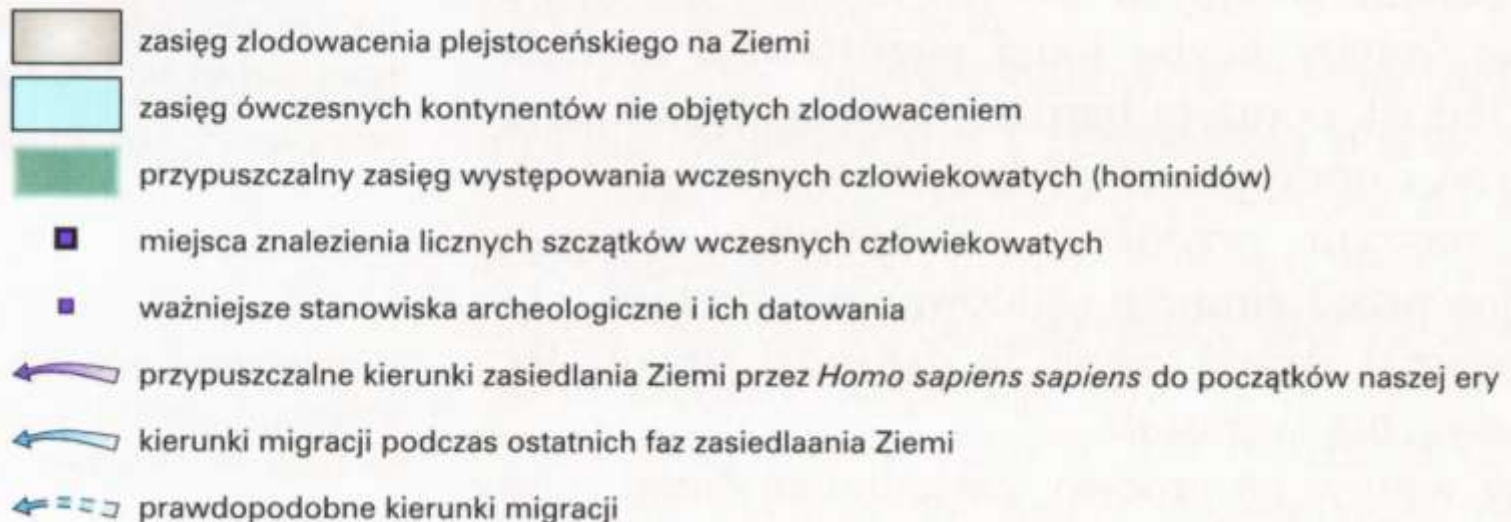 zasięg zlodowacenia plejstoceńskiego na Ziemi
zasięg ówczesnych kontynentów nie objętych zlodowaceniem
przypuszczalny zasięg występowania wczesnych czlowiekowatych (hominidów)
miejsca znalezienia licznych szczątków wczesnych człowiekowatych
ważniejsze stanowiska archeologiczne i ich datowania
przypuszczalne kierunki zasiedlania Ziemi przez Homo sapiens sapiens do początków naszej ery
kierunki migracji podczas ostatnich faz zasiedlaania Ziemi
prawdopodobne kierunki migracji